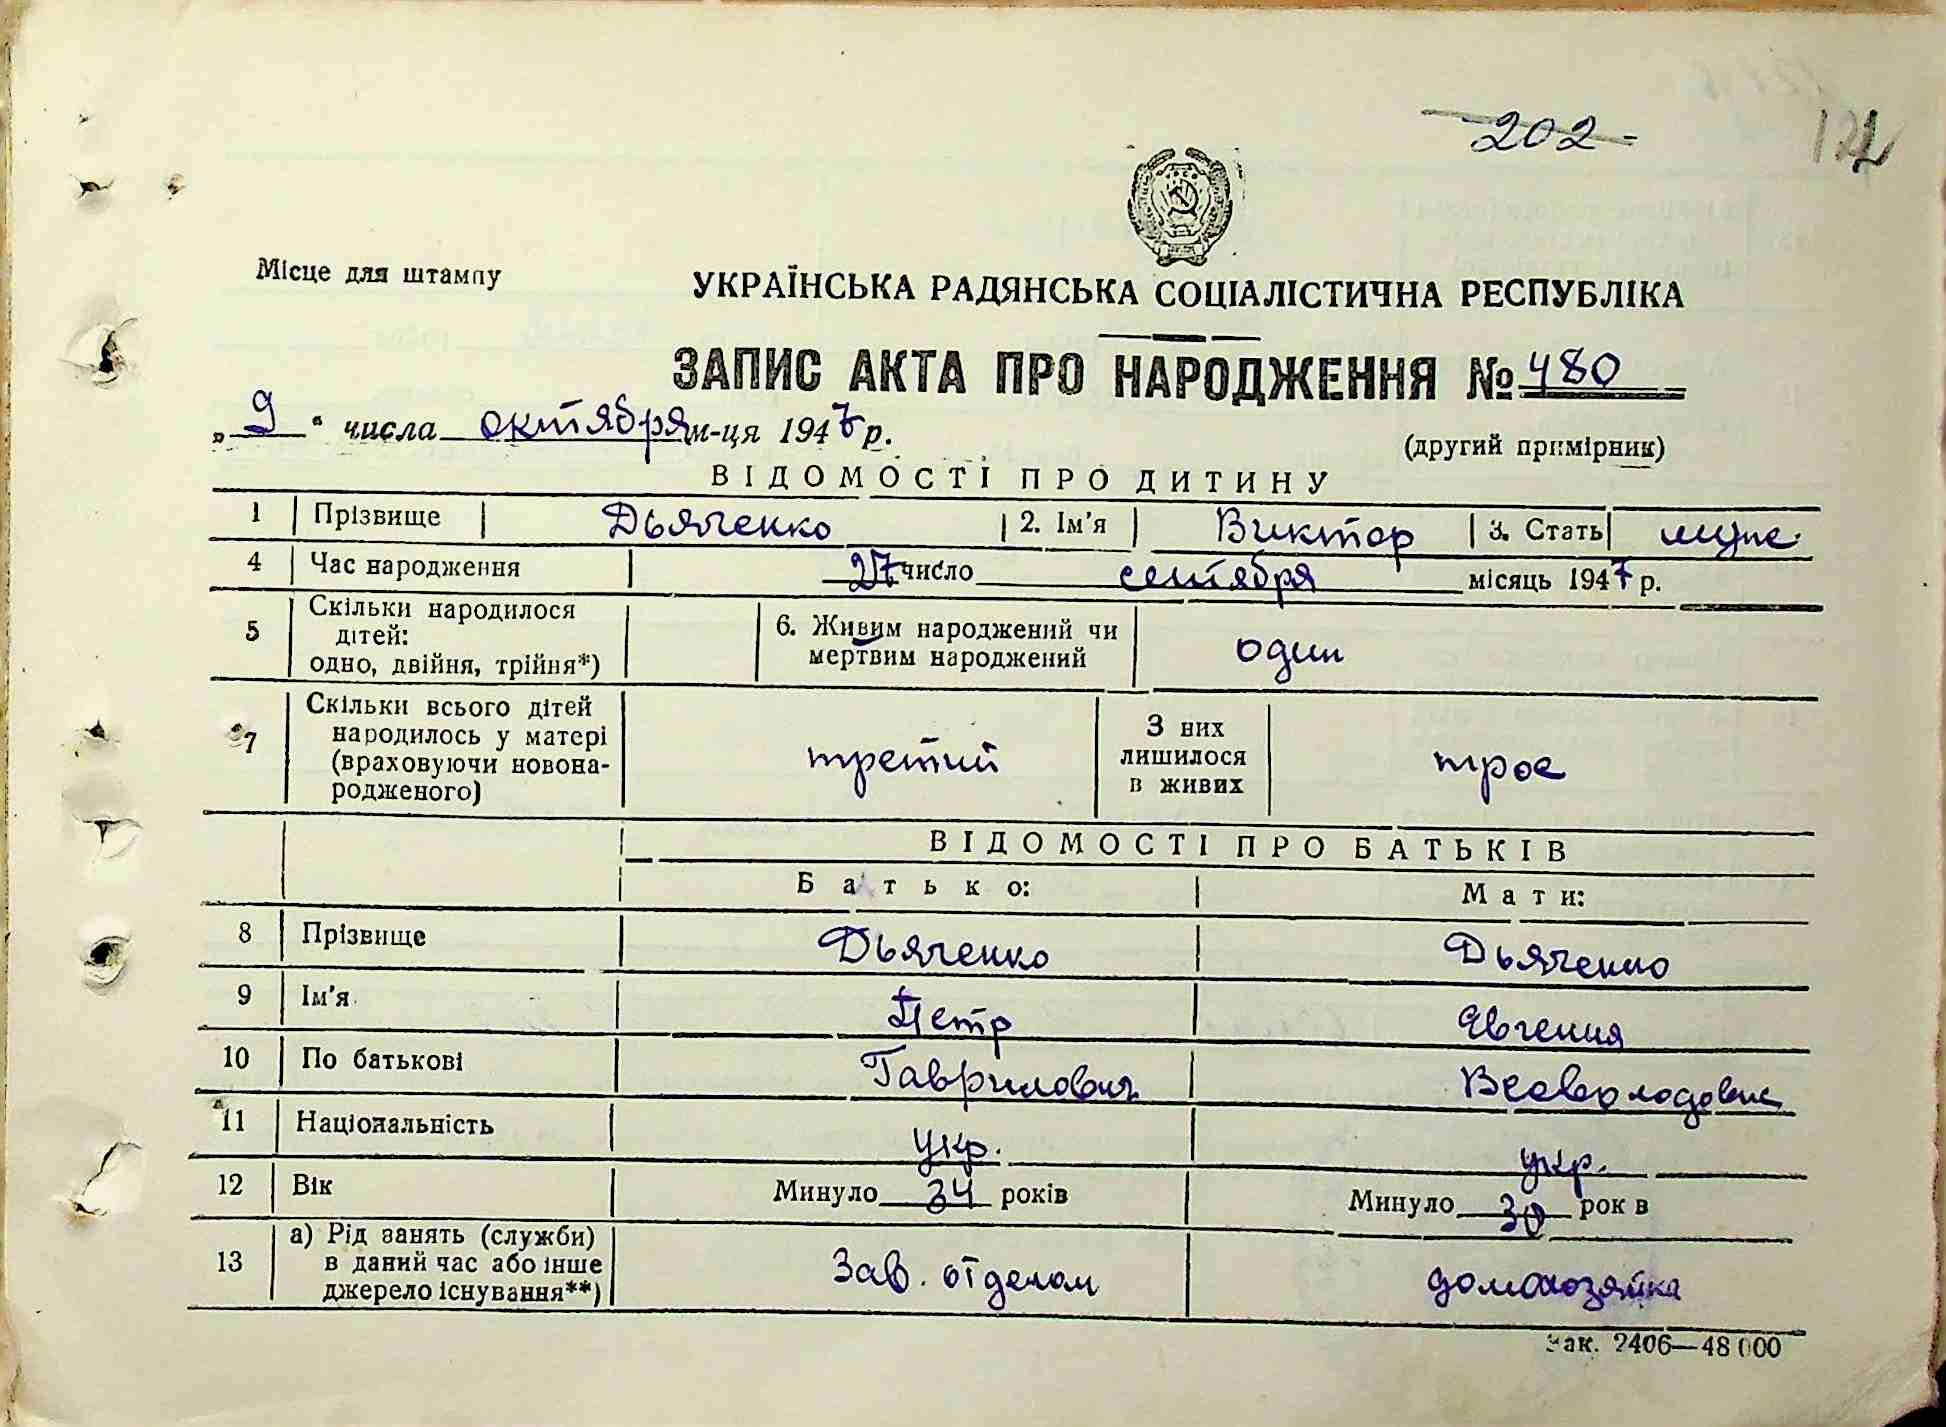 202
Місце для штампу
УКРАЇНСЬКА РАДЯНСЬКА СОЦІАЛІСТИЧНА РЕСПУБЛІКА
ЗАПИС АКТА ПРО НАРОДЖЕННЯ № 480
„ 9 “ числа октября м-ця 1947 р.
(другий примірник)
ВІДОМОСТІ ПРО ДИТИНУ
1 Прізвище Дьяченко 2. Ім'я Виктор 3. Стать муж.
4 Час народження 27 число сентября місяць 1947 р.
5 Скільки народилося дітей: одно, двійня, трійня*) 6. Живим народжений чи мертвим народжений один
7 Скільки всього дітей народилось у матері (враховуючи новонародженого) третий З них лишилося в живих трое
ВІДОМОСТІ ПРО БАТЬКІВ
Батько: Мати:
8 Прізвище Дьяченко Дьяченко
9 Ім'я Петр Евгения
10 По батькові Гаврилович Всеволодовна
11 Національність укр. укр.
12 Вік Минуло 34 років Минуло 30 рок в
13 а) Рід занять (служби) в даний час або інше джерело існування**) Зав. отделом домохозяйка
Зак. 2406—48 000